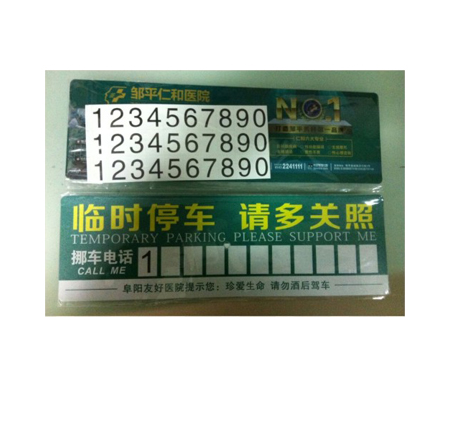 邹平仁和医院
NO1
1234567890
1234567890
1234567890
2241111
临时停车 请多关照
TEMPORARY PARKING PLEASE SUPPORT ME
挪车电话
CALL ME
1
阜阳友好医院提示您：珍爱生命 请勿酒后驾车